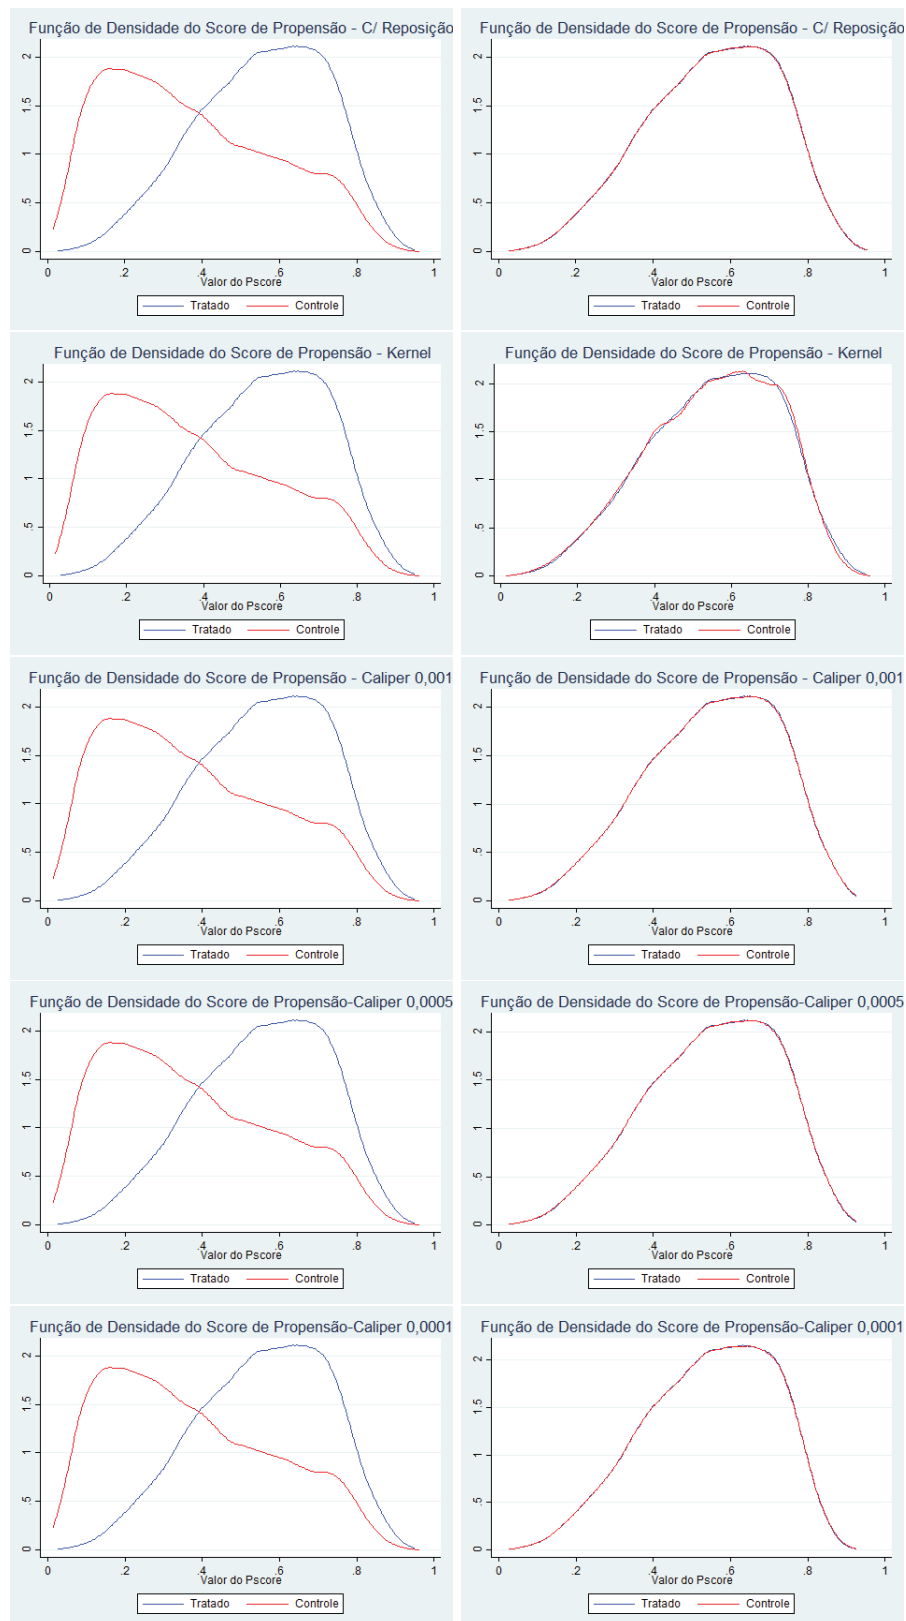 Função de Densidade do Score de Propensão - C/ Reposição
2
1.5
1
.5
0
0 .2 .4 .6 .8 1
Valor do Pscore
Tratado Controle
Função de Densidade do Score de Propensão - C/ Reposição
2
1.5
1
.5
0
0 .2 .4 .6 .8 1
Valor do Pscore
Tratado Controle
Função de Densidade do Score de Propensão - Kernel
2
1.5
1
.5
0
0 .2 .4 .6 .8 1
Valor do Pscore
Tratado Controle
Função de Densidade do Score de Propensão - Kernel
2
1.5
1
.5
0
0 .2 .4 .6 .8 1
Valor do Pscore
Tratado Controle
Função de Densidade do Score de Propensão - Caliper 0,001
2
1.5
1
.5
0
0 .2 .4 .6 .8 1
Valor do Pscore
Tratado Controle
Função de Densidade do Score de Propensão - Caliper 0,001
2
1.5
1
.5
0
0 .2 .4 .6 .8 1
Valor do Pscore
Tratado Controle
Função de Densidade do Score de Propensão-Caliper 0,0005
2
1.5
1
.5
0
0 .2 .4 .6 .8 1
Valor do Pscore
Tratado Controle
Função de Densidade do Score de Propensão-Caliper 0,0005
2
1.5
1
.5
0
0 .2 .4 .6 .8 1
Valor do Pscore
Tratado Controle
Função de Densidade do Score de Propensão-Caliper 0,0001
2
1.5
1
.5
0
0 .2 .4 .6 .8 1
Valor do Pscore
Tratado Controle
Função de Densidade do Score de Propensão-Caliper 0,0001
2
1.5
1
.5
0
0 .2 .4 .6 .8 1
Valor do Pscore
Tratado Controle